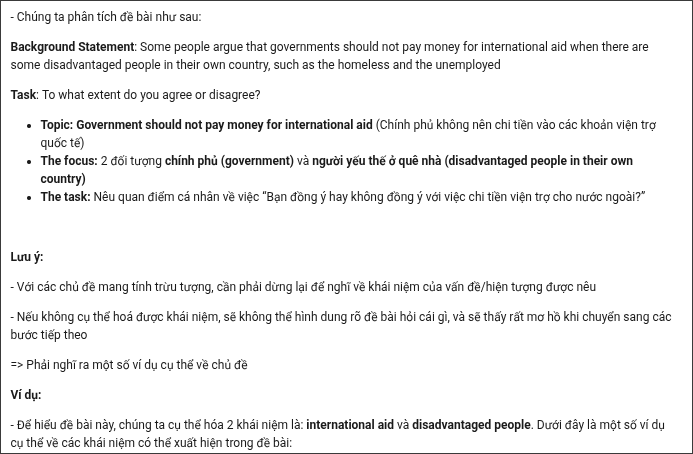 - Chúng ta phân tích đề bài như sau:
Background Statement: Some people argue that governments should not pay money for international aid when there are
some disadvantaged people in their own country, such as the homeless and the unemployed
Task: To what extent do you agree or disagree?
• Topic: Government should not pay money for international aid (Chính phủ không nên chi tiền vào các khoản viện trợ
quốc tế)
• The focus: 2 đối tượng chính phủ (government) và người yếu thế ở quê nhà (disadvantaged people in their own
country)
• The task: Nêu quan điểm cá nhân về việc “Bạn đồng ý hay không đồng ý với việc chi tiền viện trợ cho nước ngoài?”
Lưu ý:
- Với các chủ đề mang tính trừu tượng, cần phải dừng lại để nghĩ về khái niệm của vấn đề/hiện tượng được nêu
- Nếu không cụ thể hoá được khái niệm, sẽ không thể hình dung rõ đề bài hỏi cái gì, và sẽ thấy rất mơ hồ khi chuyển sang các
bước tiếp theo
=> Phải nghĩ ra một số ví dụ cụ thể về chủ đề
Ví dụ:
- Để hiểu đề bài này, chúng ta cụ thể hóa 2 khái niệm là: international aid và disadvantaged people. Dưới đây là một số ví dụ
cụ thể về các khái niệm có thể xuất hiện trong đề bài: